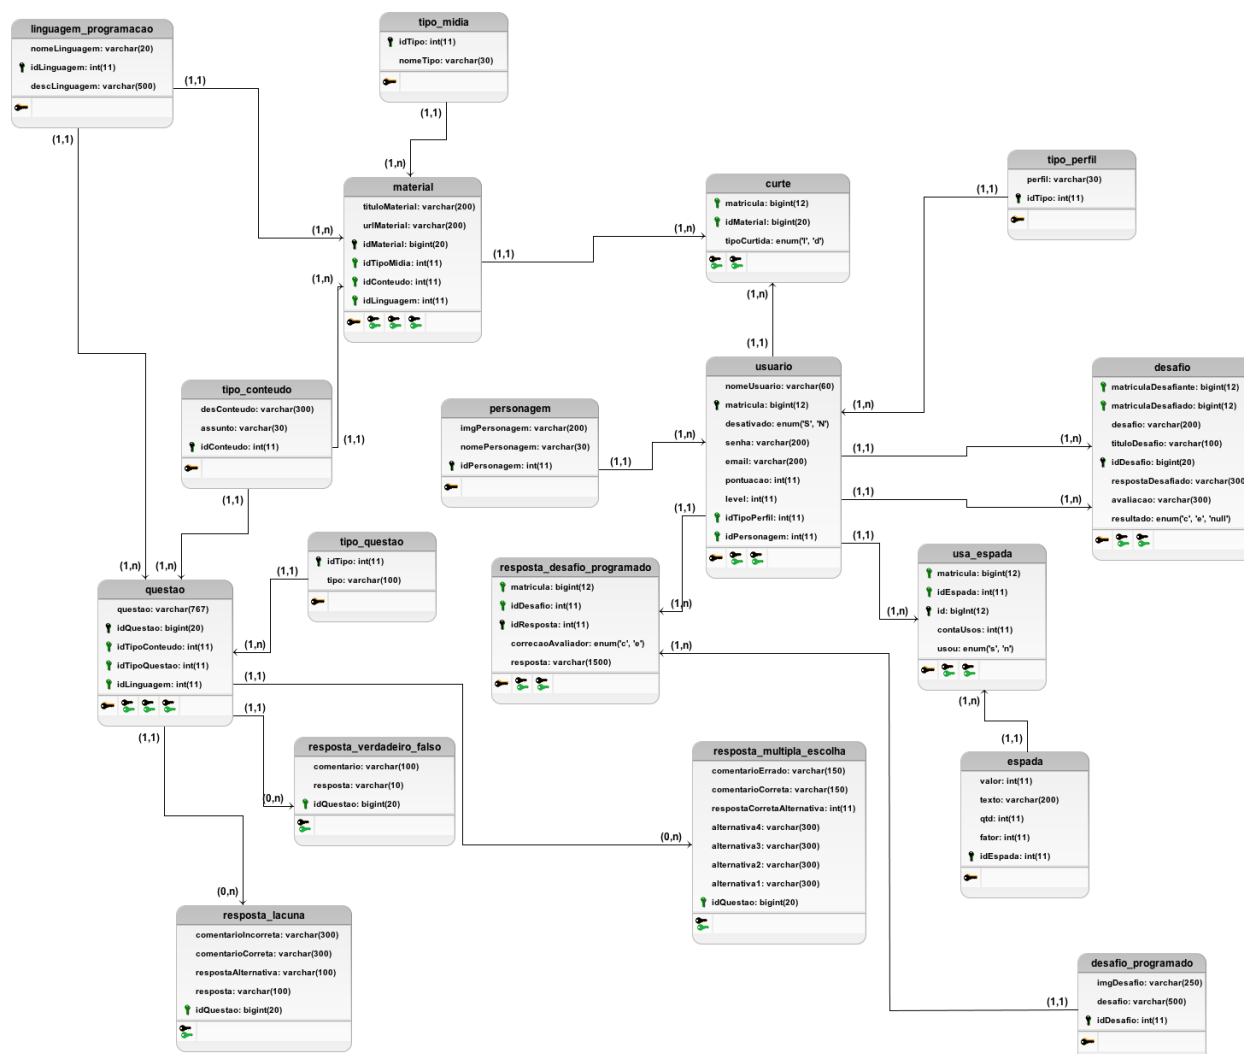 linguagem_programacao
nomeLinguagem: varchar(20)
idLinguagem: int(11)
descLinguagem: varchar(500)
(1,1)
(1,1)
tipo_midia
idTipo: int(11)
nomeTipo: varchar(30)
(1,1)
(1,n)
material
tituloMaterial: varchar(200)
urlMaterial: varchar(200)
idMaterial: bigint(20)
idTipoMidia: int(11)
idConteudo: int(11)
idLinguagem: int(11)
(1,n)
(1,n)
(1,1)
curte
matricula: bigint(12)
idMaterial: bigint(20)
tipoCurtida: enum('l', 'd')
(1,n)
(1,n)
(1,1)
tipo_perfil
perfil: varchar(30)
idTipo: int(11)
(1,1)
tipo_conteudo
desConteudo: varchar(300)
assunto: varchar(30)
idConteudo: int(11)
(1,1)
(1,1)
personagem
imgPersonagem: varchar(200)
nomePersonagem: varchar(30)
idPersonagem: int(11)
(1,1)
(1,n)
usuario
nomeUsuario: varchar(60)
matricula: bigint(12)
desativado: enum('S', 'N')
senha: varchar(200)
email: varchar(200)
pontuacao: int(11)
level: int(11)
idTipoPerfil: int(11)
idPersonagem: int(11)
(1,n)
(1,1)
(1,1)
(1,1)
(1,1)
(1,n)
(1,n)
desafio
matriculaDesafiante: bigint(12)
matriculaDesafiado: bigint(12)
desafio: varchar(200)
tituloDesafio: varchar(100)
idDesafio: bigint(20)
respostaDesafiado: varchar(300
avaliacao: varchar(300)
resultado: enum('c', 'e', 'null')
tipo_questao
idTipo: int(11)
tipo: varchar(100)
(1,1)
(1,n)
resposta_desafio_programado
matricula: bigint(12)
idDesafio: int(11)
idResposta: int(11)
correcaoAvaliador: enum('c', 'e')
resposta: varchar(1500)
(1,n)
(1,n)
usa_espada
matricula: bigint(12)
idEspada: int(11)
id: bigInt(12)
contaUsos: int(11)
usou: enum('s', 'n')
(1,n)
(1,n)
(1,1)
(1,n)
(1,n)
questao
questao: varchar(767)
idQuestao: bigint(20)
idTipoConteudo: int(11)
idTipoQuestao: int(11)
idLinguagem: int(11)
(1,1)
(1,1)
(1,1)
resposta_verdadeiro_falso
comentario: varchar(100)
resposta: varchar(10)
idQuestao: bigint(20)
(0,n)
resposta_multipla_escolha
comentarioErrado: varchar(150)
comentarioCorreta: varchar(150)
respostaCorretaAlternativa: int(11)
alternativa4: varchar(300)
alternativa3: varchar(300)
alternativa2: varchar(300)
alternativa1: varchar(300)
idQuestao: bigint(20)
(0,n)
espada
valor: int(11)
texto: varchar(200)
qtd: int(11)
fator: int(11)
idEspada: int(11)
(0,n)
resposta_lacuna
comentarioIncorreta: varchar(300)
comentarioCorreta: varchar(300)
respostaAlternativa: varchar(100)
resposta: varchar(100)
idQuestao: bigint(20)
desafio_programado
imgDesafio: varchar(250)
desafio: varchar(500)
idDesafio: int(11)
(1,1)